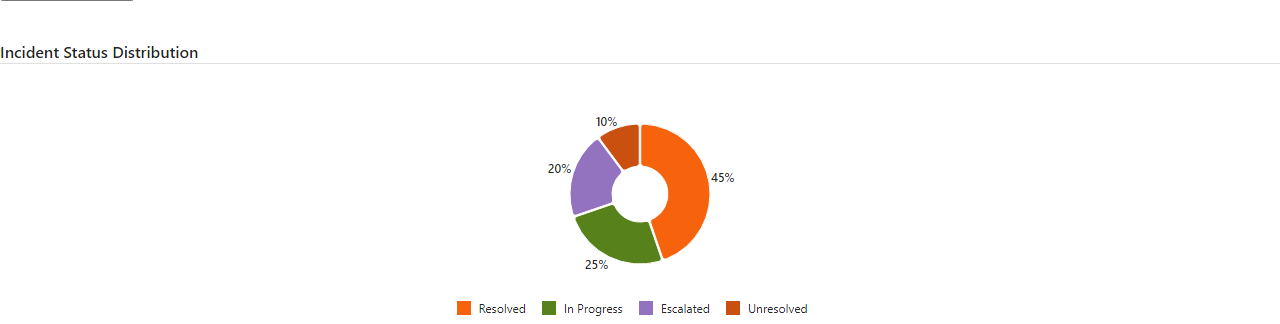 Incident Status Distribution
10%
20%
45%
25%
Resolved In Progress Escalated Unresolved